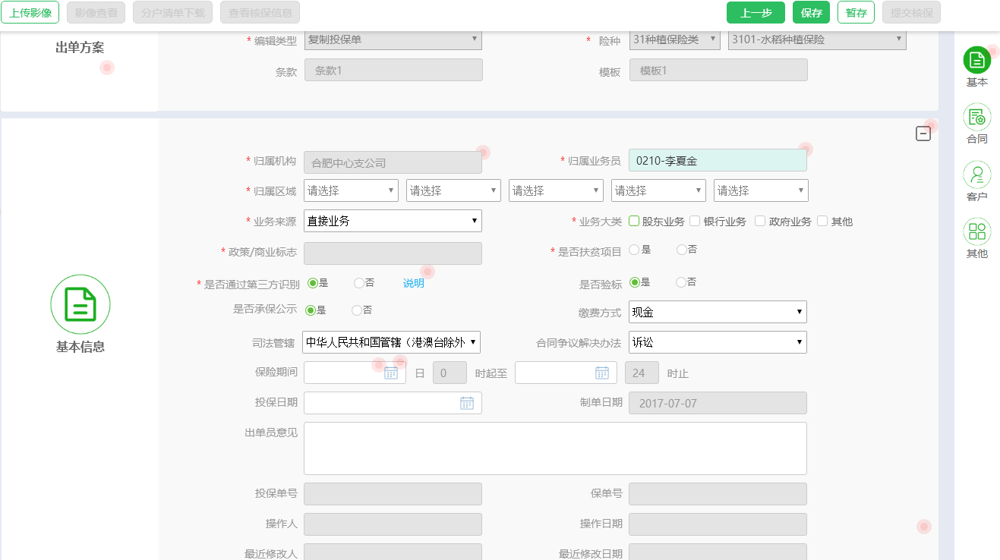 上传影像 影像查看 分户清单下载 查看核保信息 上一步 保存 暂存 提交核保
出单方案 * 编辑类型 复制投保单 * 险种 31种植保险类 3101-水稻种植保险
条款 条款1 模板 模板1
基本
合同
客户
其他
* 归属机构 合肥中心支公司 * 归属业务员 0210-李夏金
* 归属区域 请选择 请选择 请选择 请选择 请选择
* 业务来源 直接业务 * 业务大类 股东业务 银行业务 政府业务 其他
* 政策/商业标志 * 是否扶贫项目 是 否
* 是否通过第三方识别 是 否 说明 是否验标 是 否
是否承保公示 是 否 缴费方式 现金
基本信息 司法管辖 中华人民共和国管辖（港澳台除外 合同争议解决办法 诉讼
保险期间 日 0 时起至 24 时止
投保日期 制单日期 2017-07-07
出单员意见
投保单号 保单号
操作人 操作日期
最近修改人 最近修改日期